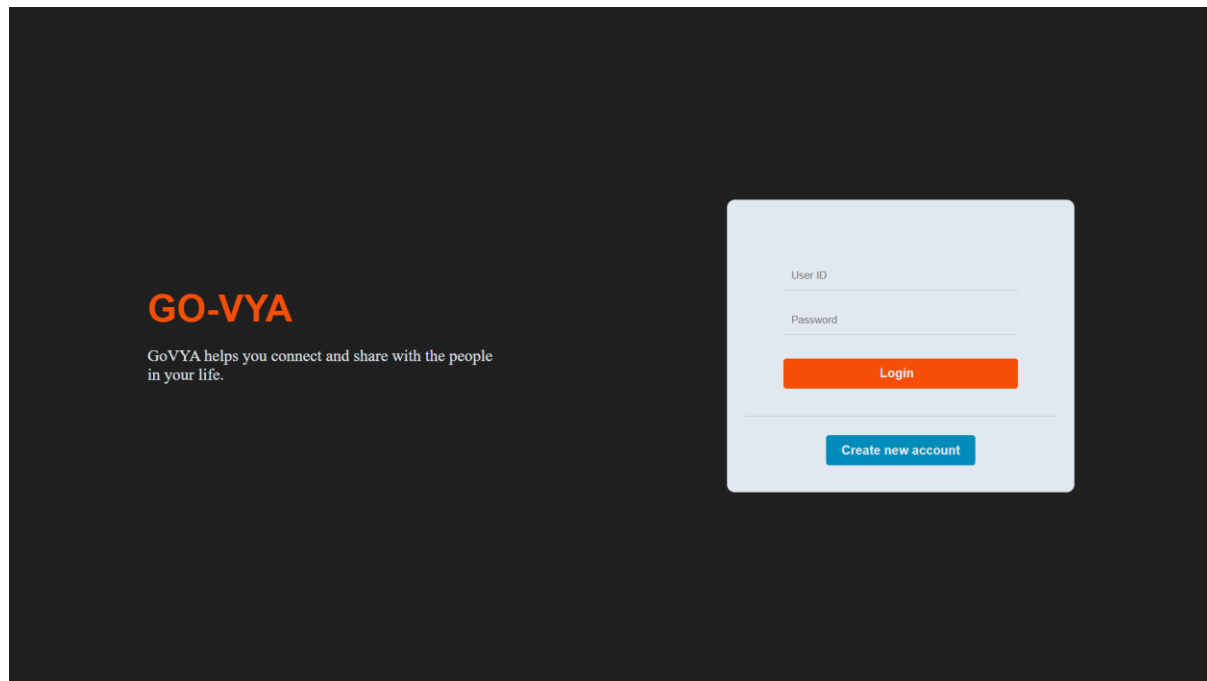 GO-VYA
GoVYA helps you connect and share with the people
in your life.
User ID
Password
Login
Create new account